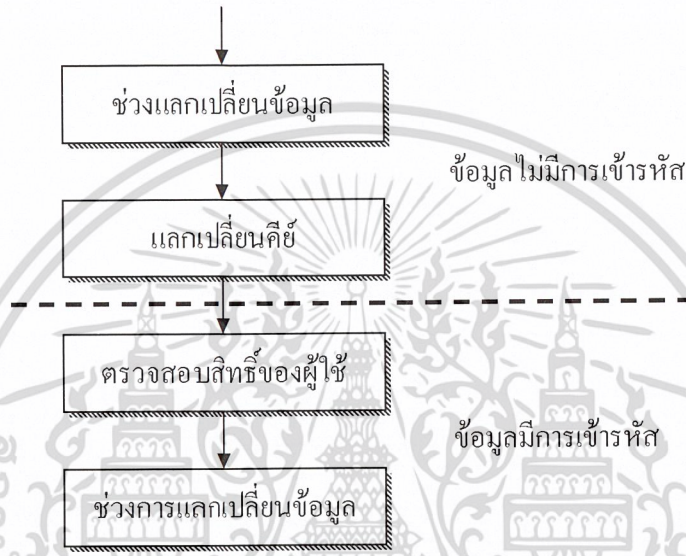 ช่วงแลกเปลี่ยนข้อมูล
ข้อมูลไม่มีการเข้ารหัส
แลกเปลี่ยนคีย์
ตรวจสอบสิทธิ์ของผู้ใช้
ข้อมูลมีการเข้ารหัส
ช่วงการแลกเปลี่ยนข้อมูล